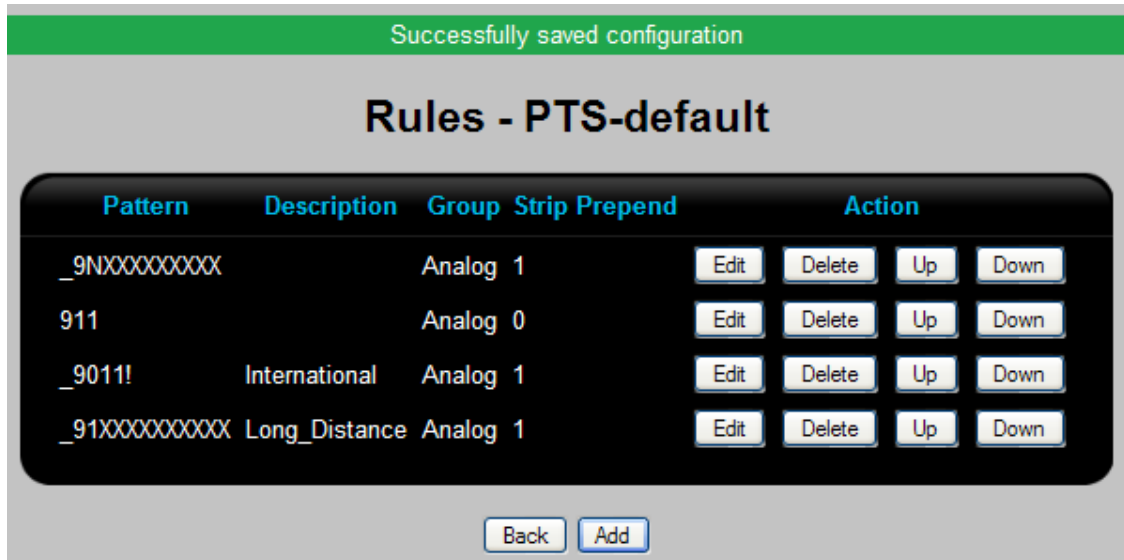 Successfully saved configuration
Rules - PTS-default
Pattern Description Group Strip Prepend Action
_9NXXXXXXXXX Analog 1 Edit Delete Up Down
911 Analog 0 Edit Delete Up Down
_9011! International Analog 1 Edit Delete Up Down
_91XXXXXXXXXX Long_Distance Analog 1 Edit Delete Up Down
Back Add